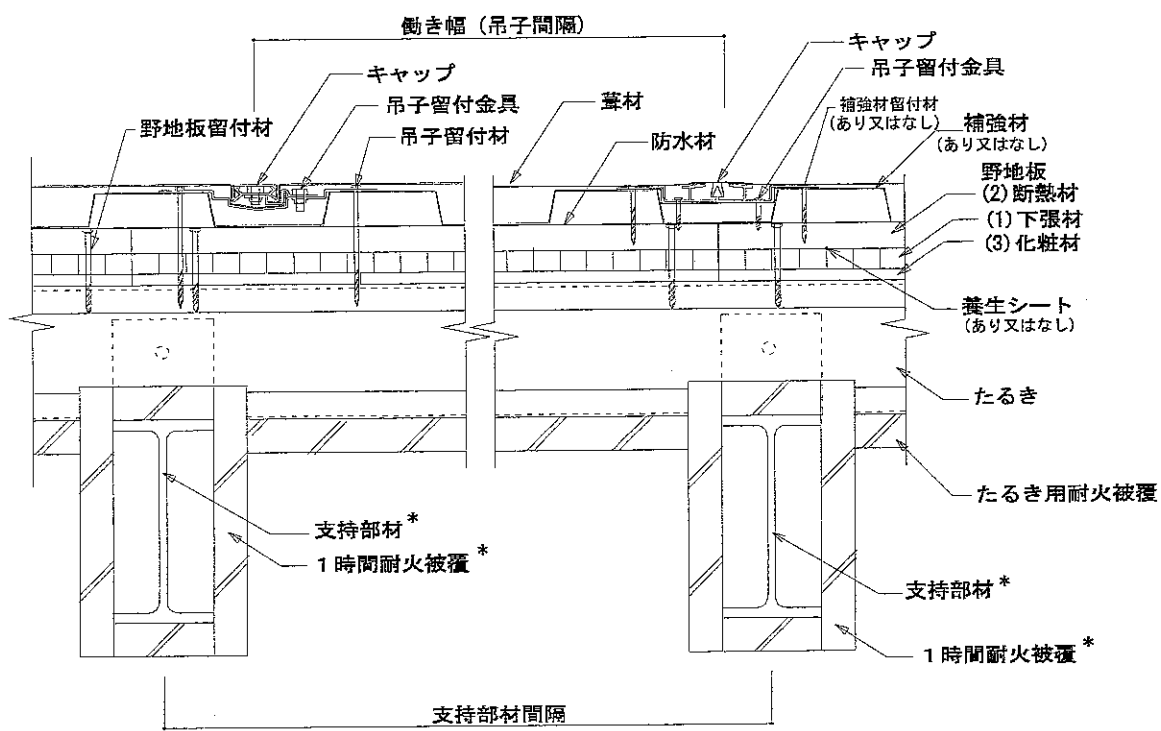 働き幅（吊子間隔）
キャップ
吊子留付金具
キャップ
葺材
補強材留付材
(あり又はなし)
補強材
(あり又はなし)
吊子留付金具
野地板留付材
吊子留付材
防水材
野地板
(2)断熱材
(1)下張材
(3)化粧材
養生シート
(あり又はなし)
たるき
たるき用耐火被覆
支持部材*
1時間耐火被覆*
支持部材*
1時間耐火被覆*
支持部材間隔